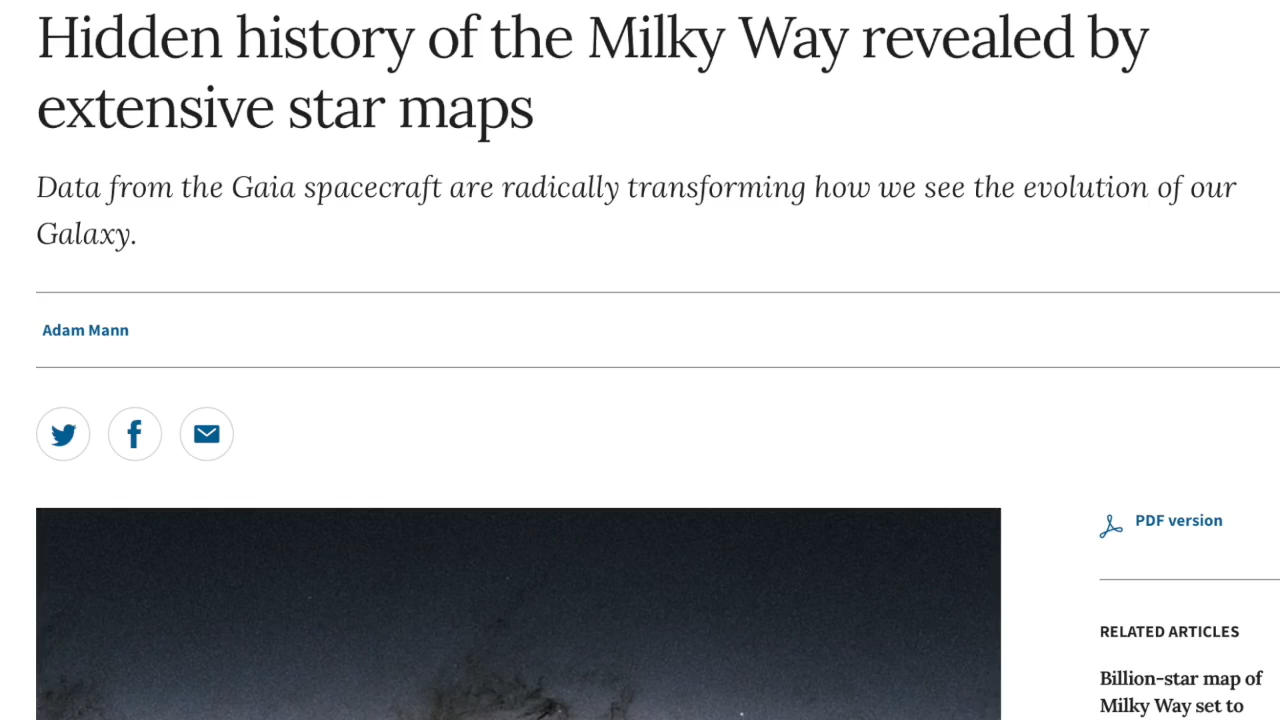 Hidden history of the Milky Way revealed by
extensive star maps
Data from the Gaia spacecraft are radically transforming how we see the evolution of our
Galaxy.
Adam Mann
PDF version
RELATED ARTICLES
Billion-star map of
Milky Way set to